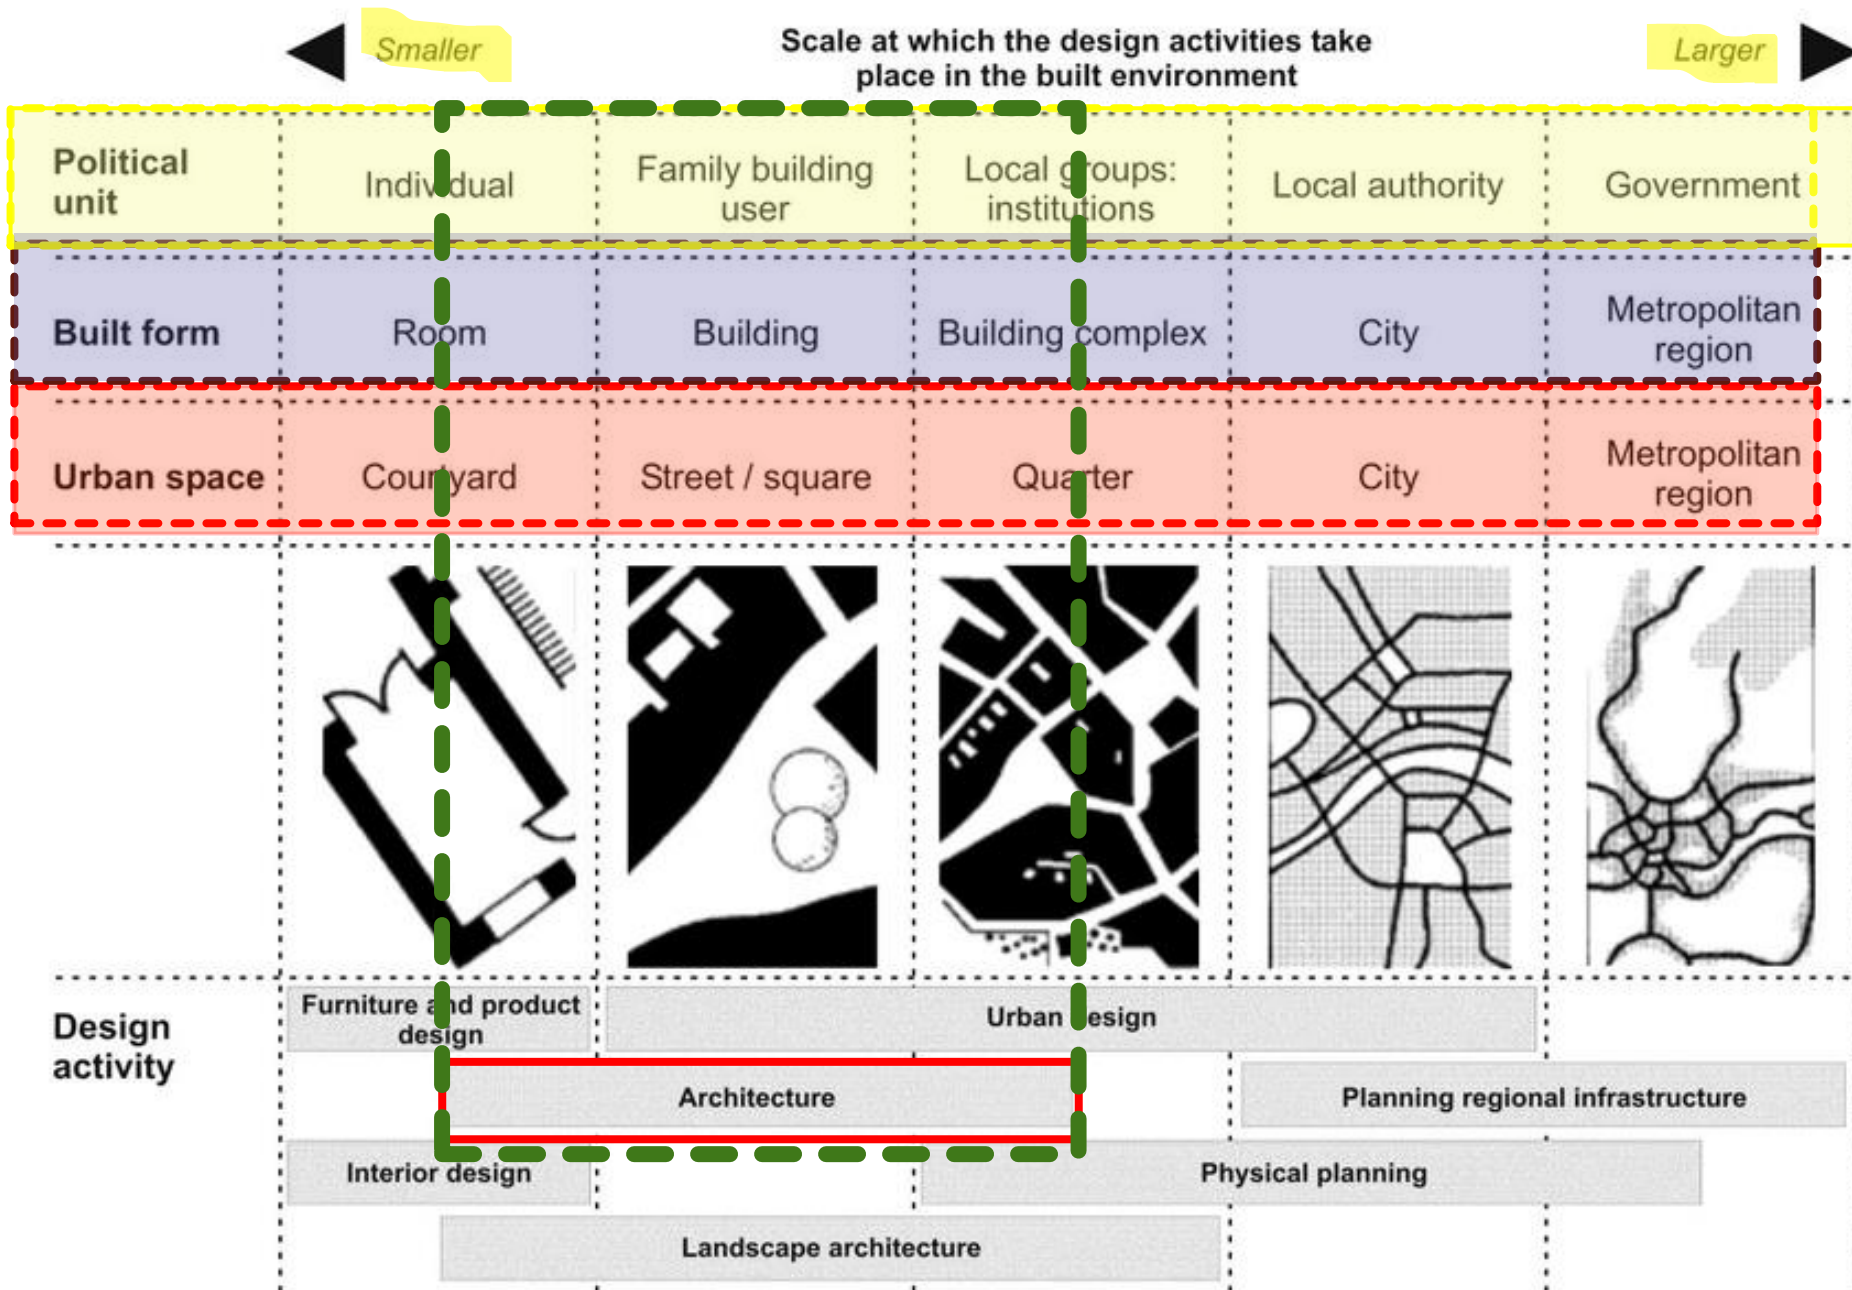 Smaller
Scale at which the design activities take
place in the built environment
Larger
Political
unit
Individual
Family building
user
Local groups:
institutions
Local authority
Government
Built form
Room
Building
Building complex
City
Metropolitan
region
Urban space
Courtyard
Street / square
Quarter
City
Metropolitan
region
Design
activity
Furniture and product
design
Urban design
Architecture
Planning regional infrastructure
Interior design
Physical planning
Landscape architecture